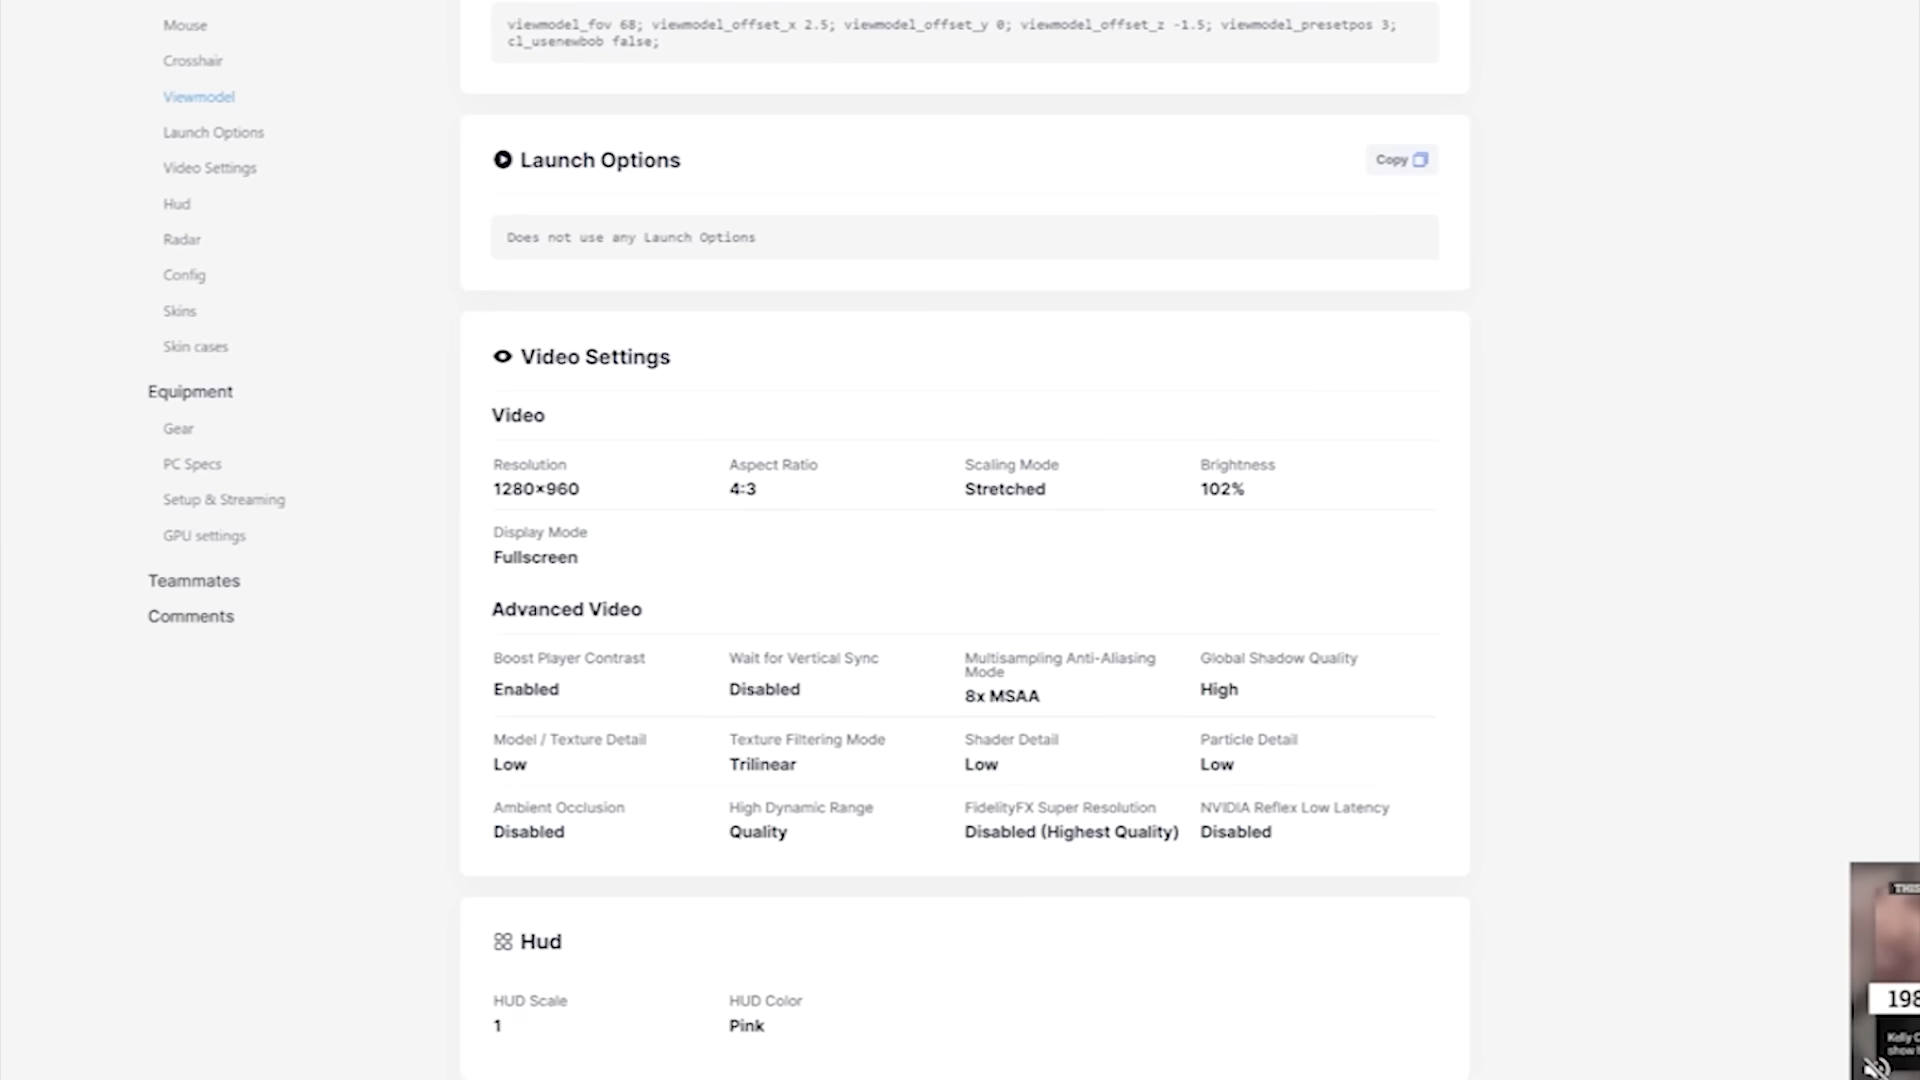 Mouse
Crosshair
Viewmodel
Launch Options
Video Settings
Hud
Radar
Config
Skins
Skin cases
Equipment
Gear
PC Specs
Setup & Streaming
GPU settings
Teammates
Comments
viewmodel_fov 68; viewmodel_offset_x 2.5; viewmodel_offset_y 0; viewmodel_offset_z -1.5; viewmodel_presetpos 3;
cl_usenewbob false;
Launch Options
Copy
Does not use any Launch Options
Video Settings
Video
Resolution Aspect Ratio Scaling Mode Brightness
1280×960 4:3 Stretched 102%
Display Mode
Fullscreen
Advanced Video
Boost Player Contrast Wait for Vertical Sync Multisampling Anti-Aliasing Mode Global Shadow Quality
Enabled Disabled 8x MSAA High
Model / Texture Detail Texture Filtering Mode Shader Detail Particle Detail
Low Trilinear Low Low
Ambient Occlusion High Dynamic Range FidelityFX Super Resolution NVIDIA Reflex Low Latency
Disabled Quality Disabled (Highest Quality) Disabled
Hud
HUD Scale HUD Color
1 Pink
THIS
198
Kelly C
show